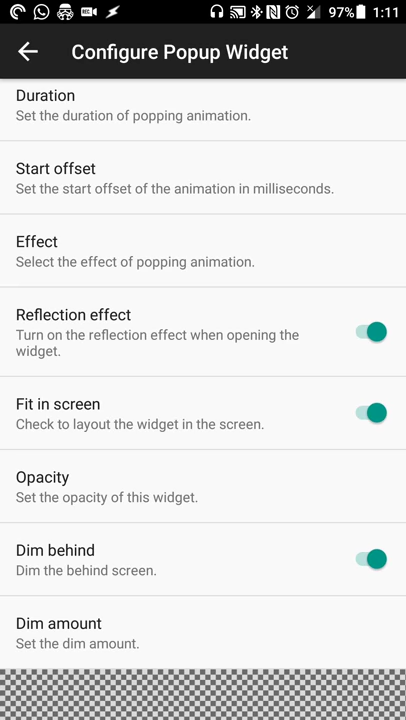 REC 97% 1:11
Configure Popup Widget
Duration
Set the duration of popping animation.
Start offset
Set the start offset of the animation in milliseconds.
Effect
Select the effect of popping animation.
Reflection effect
Turn on the reflection effect when opening the
widget.
Fit in screen
Check to layout the widget in the screen.
Opacity
Set the opacity of this widget.
Dim behind
Dim the behind screen.
Dim amount
Set the dim amount.